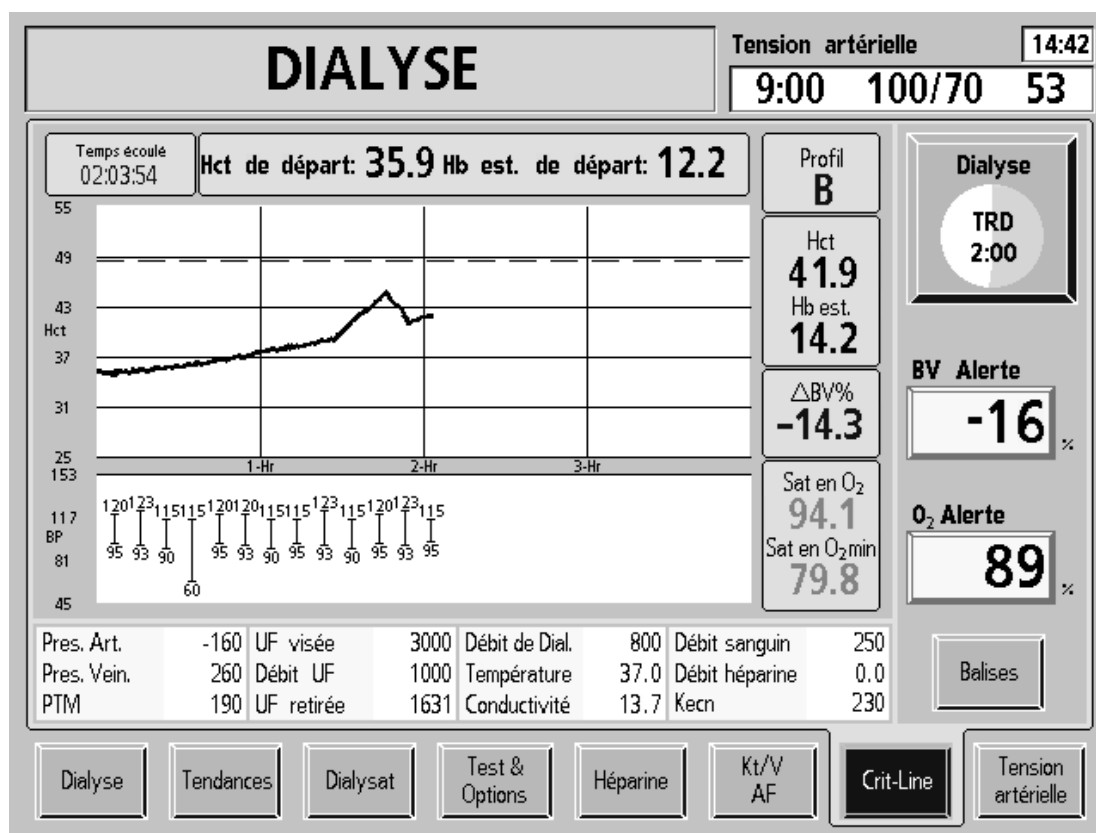 DIALYSE
Tension artérielle 14:42
9:00 100/70 53
Temps écoulé
02:03:54
Hct de départ: 35.9 Hb est. de départ: 12.2
Profil
B
Dialyse
TRD
2:00
55
49
43
Hct
37
31
25
1-Hr 2-Hr 3-Hr
Hct
41.9
Hb est.
14.2
△BV%
-14.3
BV Alerte
-16 %
153
117
BP
81
45
120 123 115 115 120 120 115 115 123 115 120 123 115
95 93 90 60 95 93 90 95 93 90 95 93 95
Sat en O2
94.1
Sat en O2min
79.8
O2 Alerte
89 %
Pres. Art. -160 UF visée 3000 Débit de Dial. 800 Débit sanguin 250
Pres. Vein. 260 Débit UF 1000 Température 37.0 Débit héparine 0.0
PTM 190 UF retirée 1631 Conductivité 13.7 Kecn 230
Balises
Dialyse
Tendances
Dialysat
Test &
Options
Héparine
Kt/V
AF
Crit-Line
Tension
artérielle